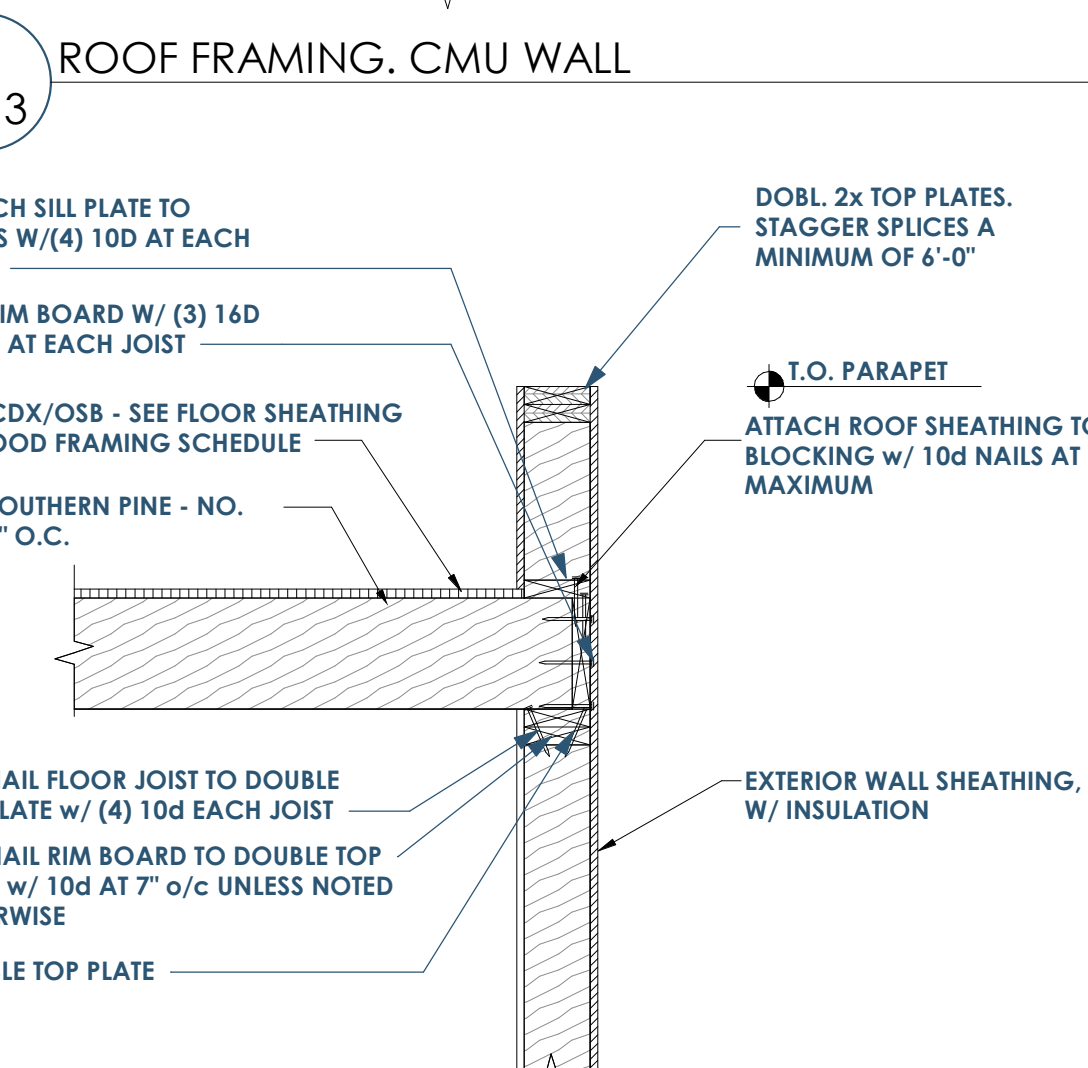 ROOF FRAMING. CMU WALL
3
CH SILL PLATE TO
S W/(4) 10D AT EACH
IM BOARD W/ (3) 16D
AT EACH JOIST
CDX/OSB - SEE FLOOR SHEATHING
OOD FRAMING SCHEDULE
OUTHERN PINE - NO.
" O.C.
AIL FLOOR JOIST TO DOUBLE
LATE w/ (4) 10d EACH JOIST
AIL RIM BOARD TO DOUBLE TOP
w/ 10d AT 7" o/c UNLESS NOTED
RWISE
LE TOP PLATE
DOBL. 2x TOP PLATES.
STAGGER SPLICES A
MINIMUM OF 6'-0"
T.O. PARAPET
ATTACH ROOF SHEATHING TO
BLOCKING w/ 10d NAILS AT
MAXIMUM
EXTERIOR WALL SHEATHING,
W/ INSULATION